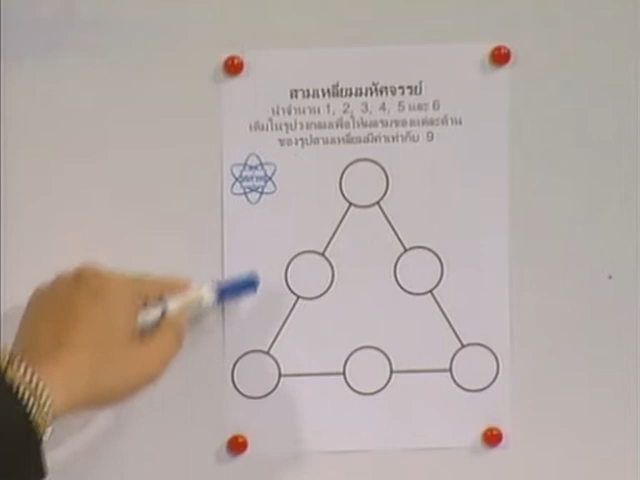 สามเหลี่ยมมหัศจรรย์
นำจำนวน 1, 2, 3, 4, 5 และ 6
เติมในรูปวงกลมเพื่อให้ผลรวมของแต่ละด้าน
ของรูปสามเหลี่ยมมีค่าเท่ากับ 9